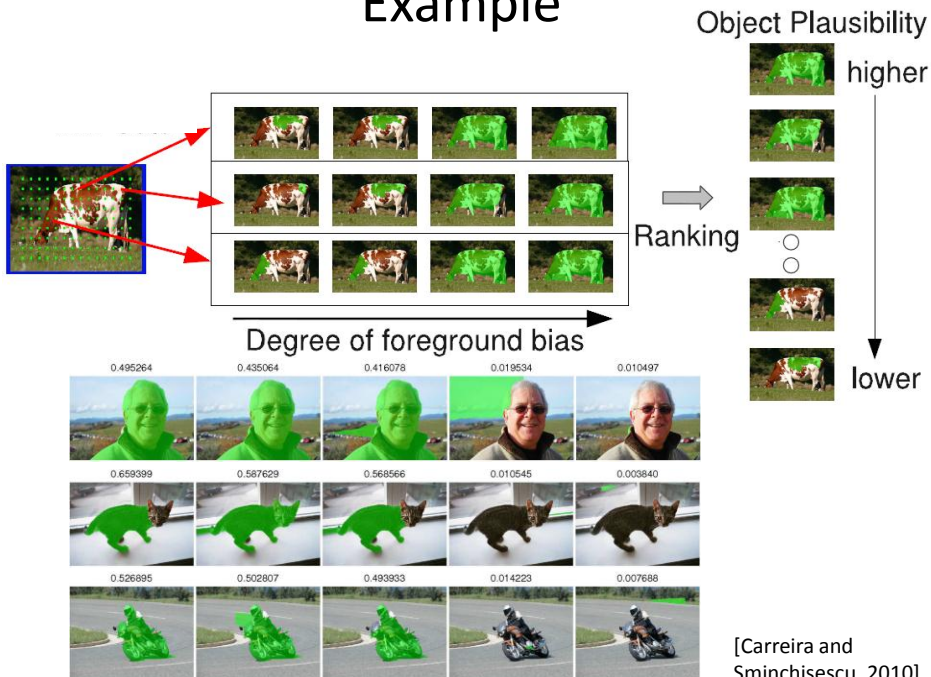 Example
Object Plausibility
higher
Ranking
lower
Degree of foreground bias
0.495264 0.435064 0.416078 0.019534 0.010497
0.659399 0.587629 0.568566 0.010545 0.003840
0.526895 0.502807 0.493933 0.014223 0.007688
[Carreira and
Sminchisescu, 2010]